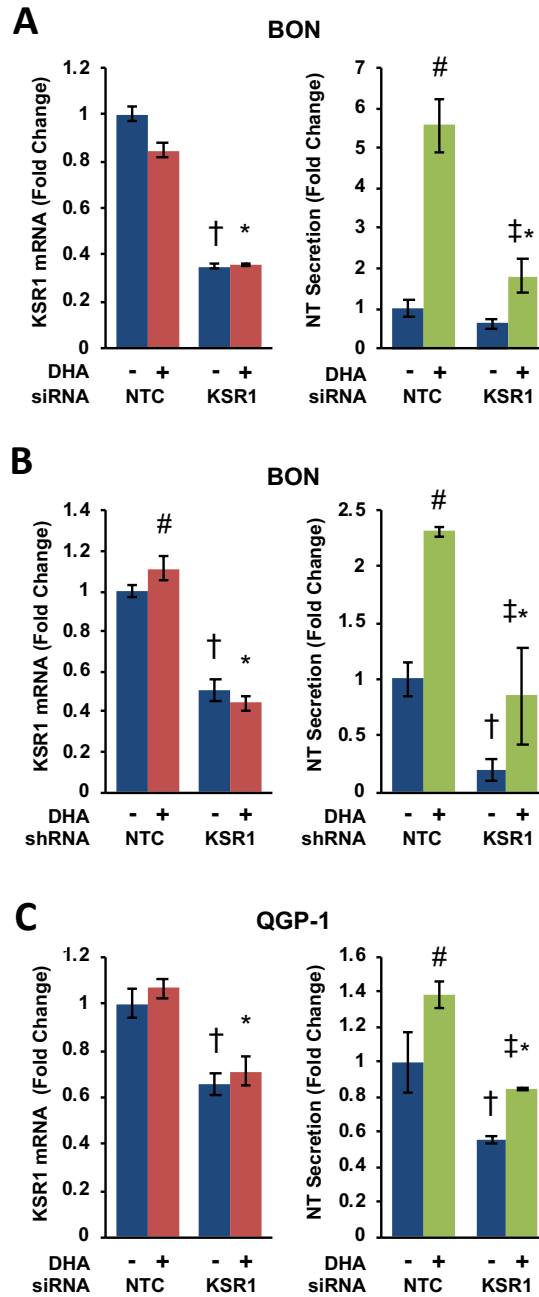 A
BON
KSR1 mRNA (Fold Change)
1.2
1
0.8
0.6
0.4
0.2
0
† *
DHA - + - +
siRNA NTC KSR1
NT Secretion (Fold Change)
7
6
5
4
3
2
1
0
#
‡*
- + - +
NTC KSR1
B
BON
KSR1 mRNA (Fold Change)
1.4
1.2
1
0.8
0.6
0.4
0.2
0
#
† *
DHA - + - +
shRNA NTC KSR1
NT Secretion (Fold Change)
2.5
2
1.5
1
0.5
0
#
‡*
†
- + - +
NTC KSR1
C
QGP-1
KSR1 mRNA (Fold Change)
1.2
1
0.8
0.6
0.4
0.2
0
† *
DHA - + - +
siRNA NTC KSR1
NT Secretion (Fold Change)
1.6
1.4
1.2
1
0.8
0.6
0.4
0.2
0
#
‡*
†
DHA - + - +
siRNA NTC KSR1